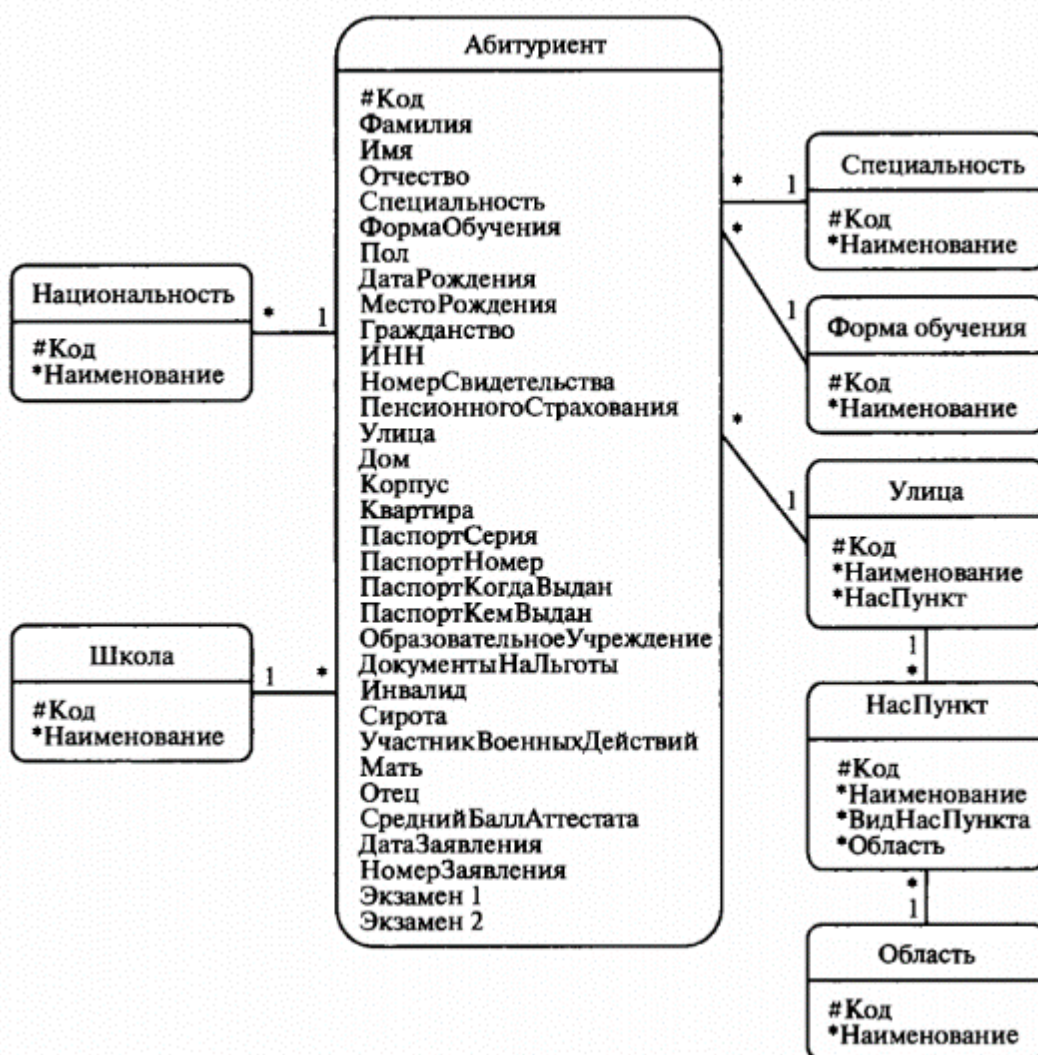 Абитуриент
#Код
Фамилия
Имя
Отчество
Специальность
ФормаОбучения
Пол
ДатаРождения
МестоРождения
Гражданство
ИНН
НомерСвидетельства
ПенсионногоСтрахования
Улица
Дом
Корпус
Квартира
ПаспортСерия
ПаспортНомер
ПаспортКогдаВыдан
ПаспортКемВыдан
ОбразовательноеУчреждение
ДокументыНаЛьготы
Инвалид
Сирота
УчастникВоенныхДействий
Мать
Отец
СреднийБаллАттестата
ДатаЗаявления
НомерЗаявления
Экзамен 1
Экзамен 2
Национальность
#Код
*Наименование
* 1
Школа
#Код
*Наименование
1 *
Специальность
#Код
*Наименование
* 1
Форма обучения
#Код
*Наименование
* 1
Улица
#Код
*Наименование
*НасПункт
* 1
1
*
НасПункт
#Код
*Наименование
*ВидНасПункта
*Область
*
1
Область
#Код
*Наименование